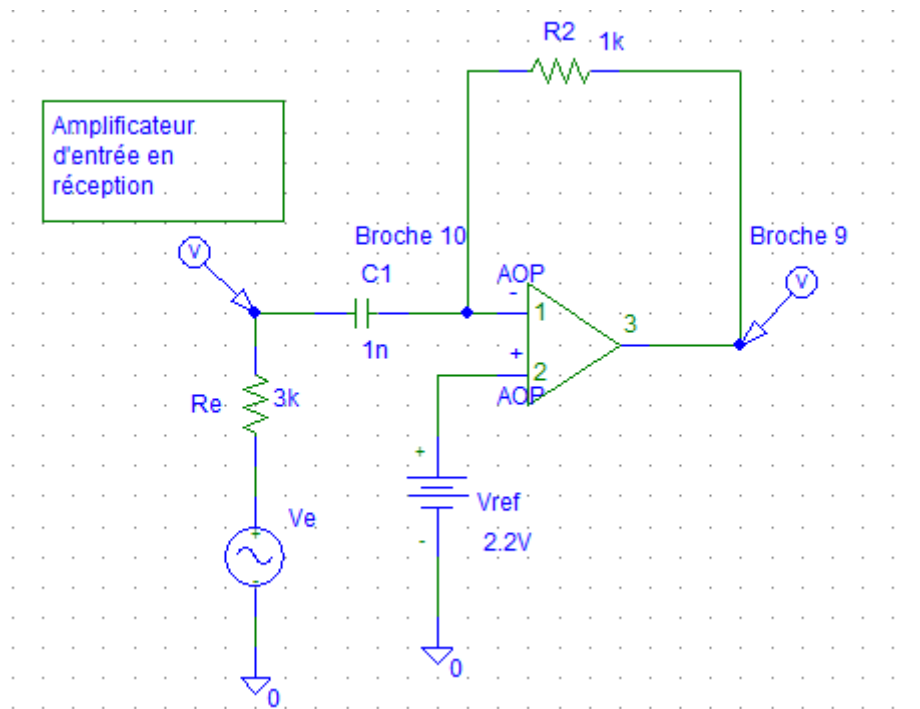 R2 1k
Amplificateur
d'entrée en
réception
V
Broche 10
Broche 9
V
C1
AOP
-
1
3
1n
+
2
AOP
Re 3k
+
Vref
2.2V
-
Ve
+
-
0
0